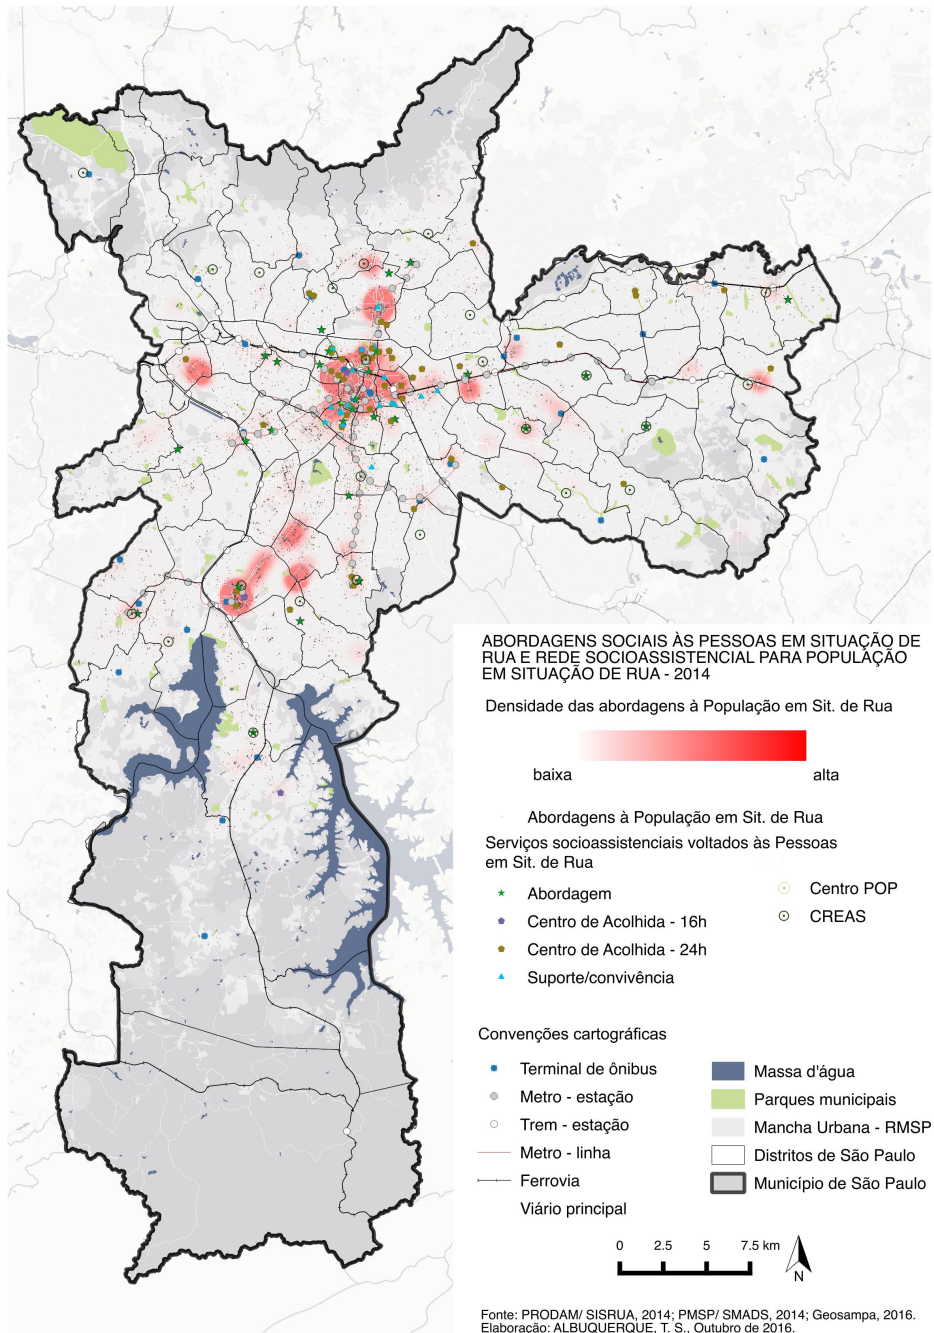 ABORDAGENS SOCIAIS ÀS PESSOAS EM SITUAÇÃO DE
RUA E REDE SOCIOASSISTENCIAL PARA POPULAÇÃO
EM SITUAÇÃO DE RUA - 2014
Densidade das abordagens à População em Sit. de Rua
baixa
alta
Abordagens à População em Sit. de Rua
Serviços socioassistenciais voltados às Pessoas
em Sit. de Rua
Abordagem
Centro de Acolhida - 16h
Centro de Acolhida - 24h
Suporte/convivência
Centro POP
CREAS
Convenções cartográficas
Terminal de ônibus
Metro - estação
Trem - estação
Metro - linha
Ferrovia
Viário principal
Massa d'água
Parques municipais
Mancha Urbana - RMSP
Distritos de São Paulo
Município de São Paulo
0 2.5 5 7.5 km
N
Fonte: PRODAM/ SISRUA, 2014; PMSP/ SMADS, 2014; Geosampa, 2016.
Elaboração: ALBUQUERQUE, T. S., Outubro de 2016.